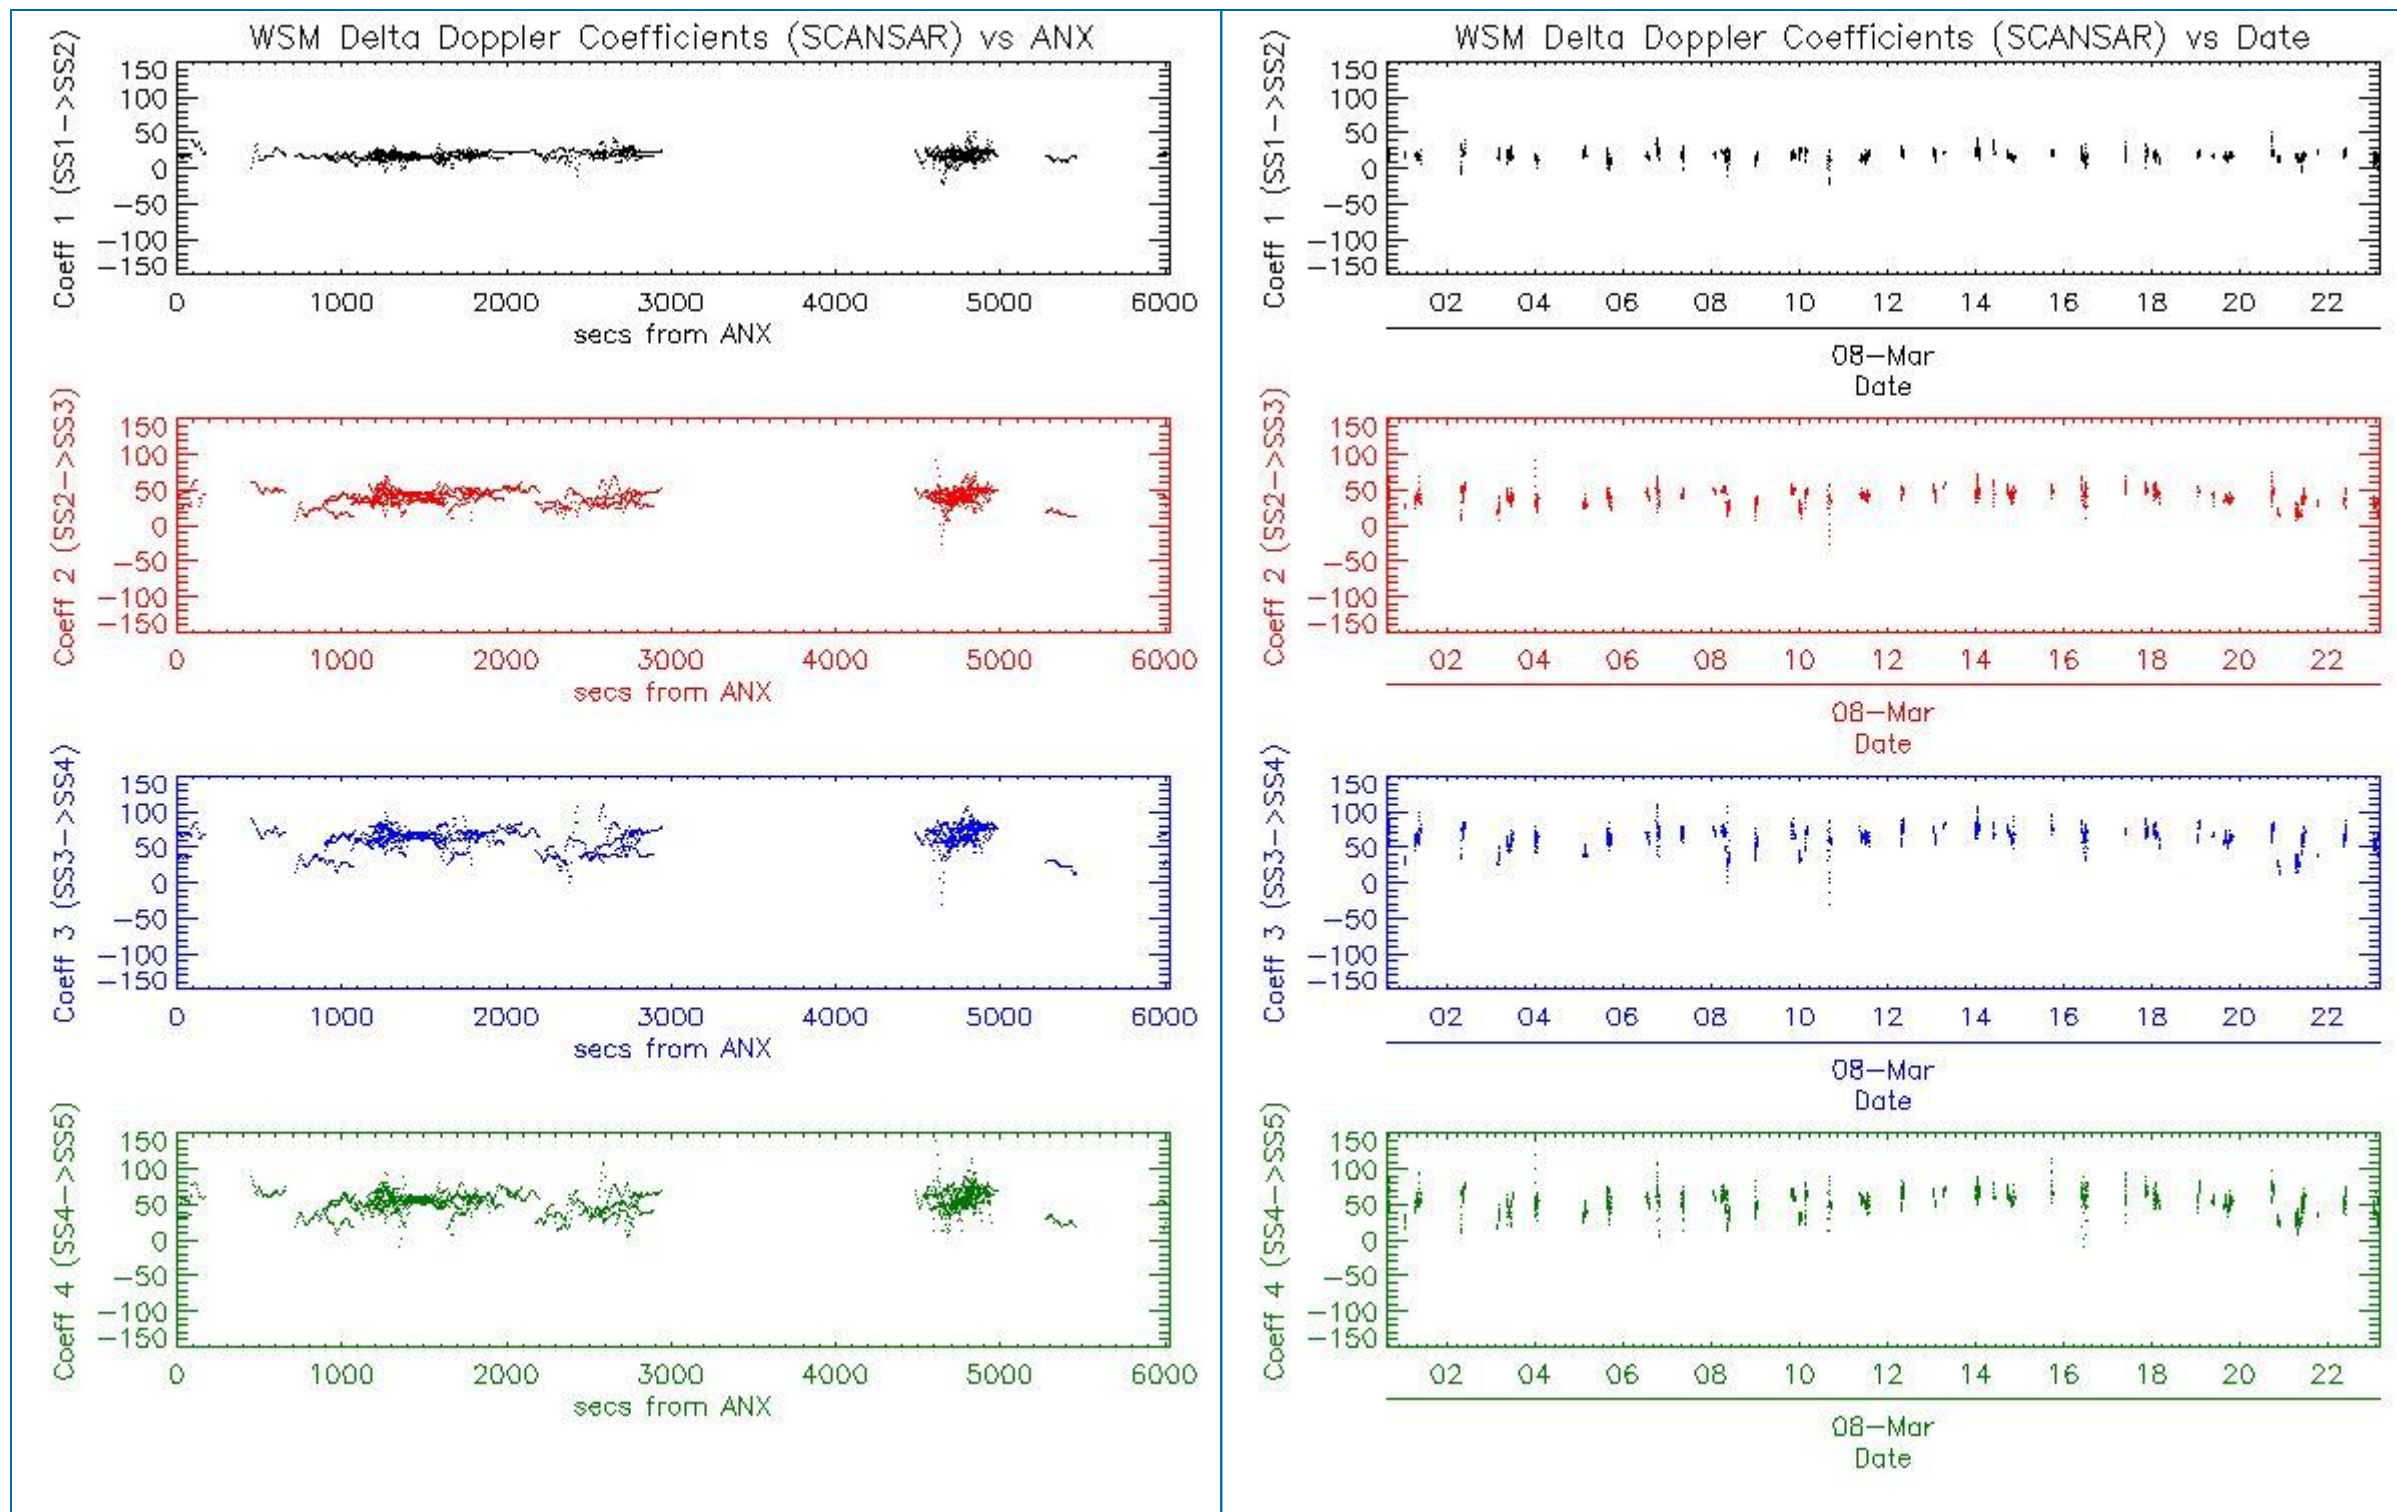 WSM Delta Doppler Coefficients (SCANSAR) vs ANX
Coeff 1 (SS1->SS2)
150
100
50
0
-50
-100
-150
0 1000 2000 3000 4000 5000 6000
secs from ANX
Coeff 2 (SS2->SS3)
150
100
50
0
-50
-100
-150
0 1000 2000 3000 4000 5000 6000
secs from ANX
Coeff 3 (SS3->SS4)
150
100
50
0
-50
-100
-150
0 1000 2000 3000 4000 5000 6000
secs from ANX
Coeff 4 (SS4->SS5)
150
100
50
0
-50
-100
-150
0 1000 2000 3000 4000 5000 6000
secs from ANX
WSM Delta Doppler Coefficients (SCANSAR) vs Date
Coeff 1 (SS1->SS2)
150
100
50
0
-50
-100
-150
02 04 06 08 10 12 14 16 18 20 22
08-Mar
Date
Coeff 2 (SS2->SS3)
150
100
50
0
-50
-100
-150
02 04 06 08 10 12 14 16 18 20 22
08-Mar
Date
Coeff 3 (SS3->SS4)
150
100
50
0
-50
-100
-150
02 04 06 08 10 12 14 16 18 20 22
08-Mar
Date
Coeff 4 (SS4->SS5)
150
100
50
0
-50
-100
-150
02 04 06 08 10 12 14 16 18 20 22
08-Mar
Date